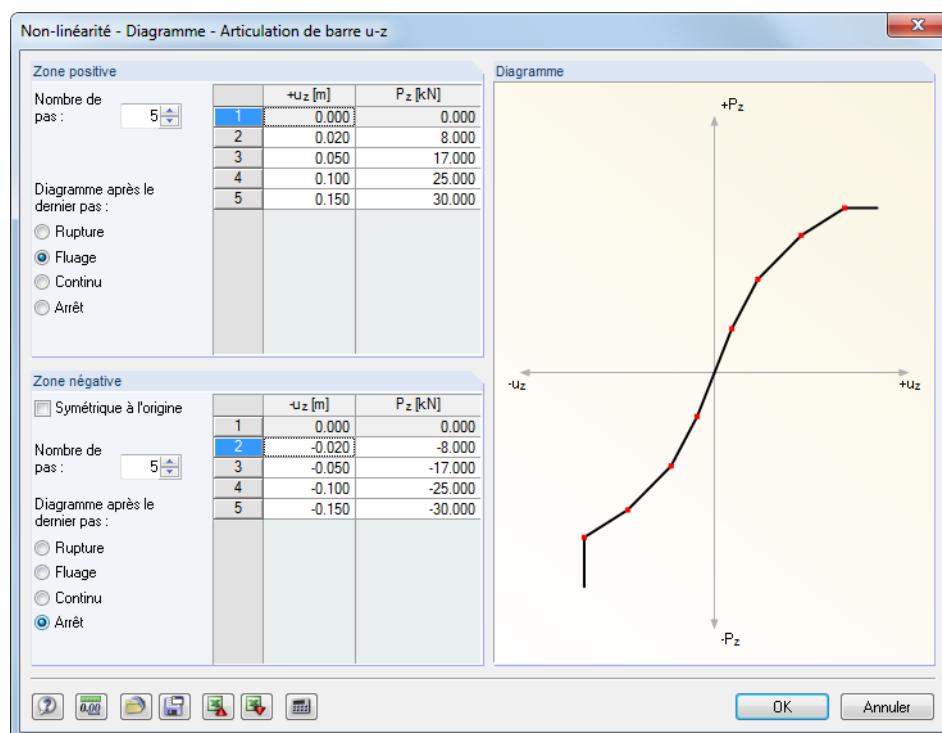 Non-linéarité - Diagramme - Articulation de barre u-z
Zone positive
Nombre de
pas :
5
+uz [m] Pz [kN]
1 0.000 0.000
2 0.020 8.000
3 0.050 17.000
4 0.100 25.000
5 0.150 30.000
Diagramme après le
dernier pas :
Rupture
Fluage
Continu
Arrêt
Zone négative
Symétrique à l'origine
Nombre de
pas :
5
-uz [m] Pz [kN]
1 0.000 0.000
2 -0.020 -8.000
3 -0.050 -17.000
4 -0.100 -25.000
5 -0.150 -30.000
Diagramme après le
dernier pas :
Rupture
Fluage
Continu
Arrêt
Diagramme
+Pz
-uz
+uz
-Pz
0.00
OK
Annuler